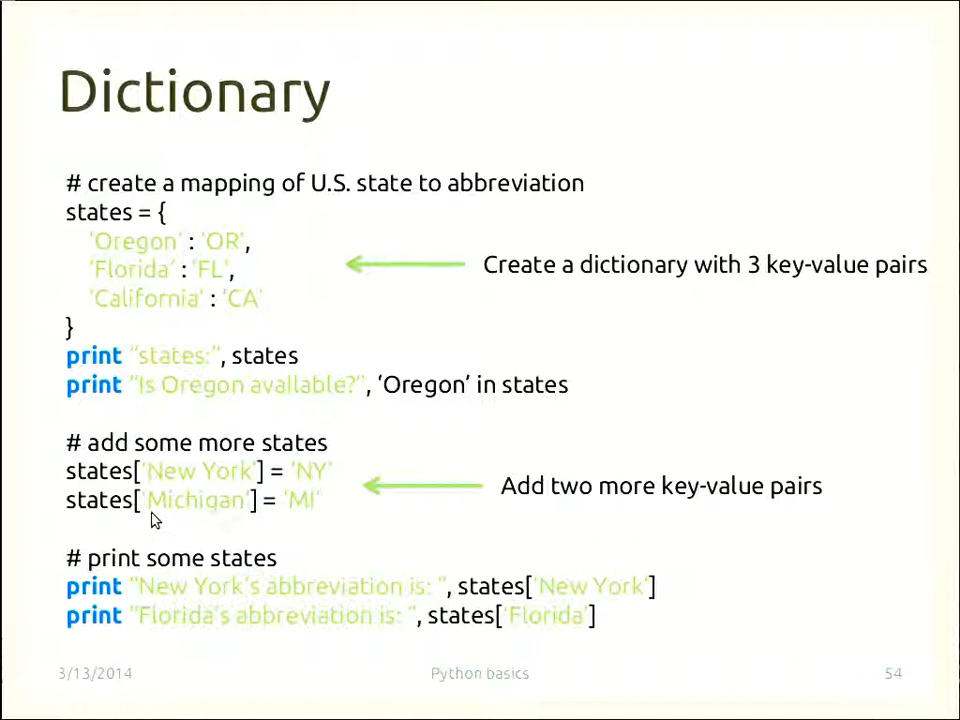 Dictionary
# create a mapping of U.S. state to abbreviation
states = {
‘Oregon’ : ‘OR’,
‘Florida’ : ‘FL’,
‘California’ : ‘CA’
}
Create a dictionary with 3 key-value pairs
print “states:”, states
print “Is Oregon available?”, ‘Oregon’ in states
# add some more states
states[‘New York’] = ‘NY’
states[‘Michigan’] = ‘MI’
Add two more key-value pairs
# print some states
print “New York’s abbreviation is: ”, states[‘New York’]
print “Florida’s abbreviation is: ”, states[‘Florida’]
3/13/2014
Python basics
54